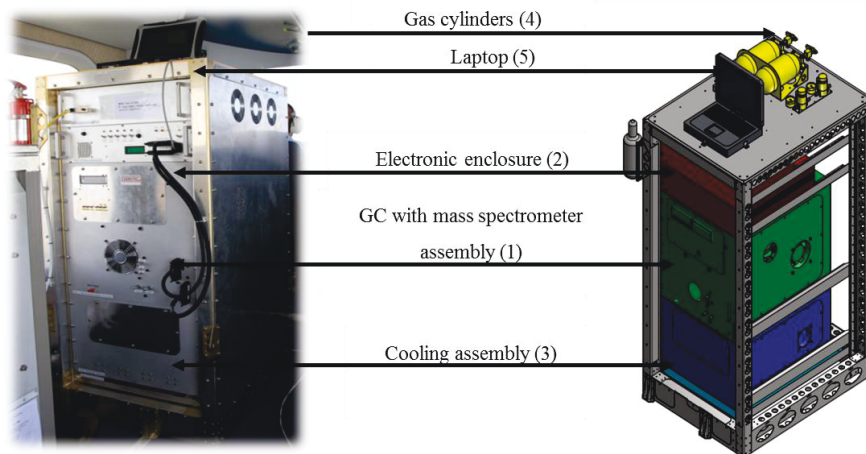 Gas cylinders (4)
Laptop (5)
Electronic enclosure (2)
GC with mass spectrometer
assembly (1)
Cooling assembly (3)